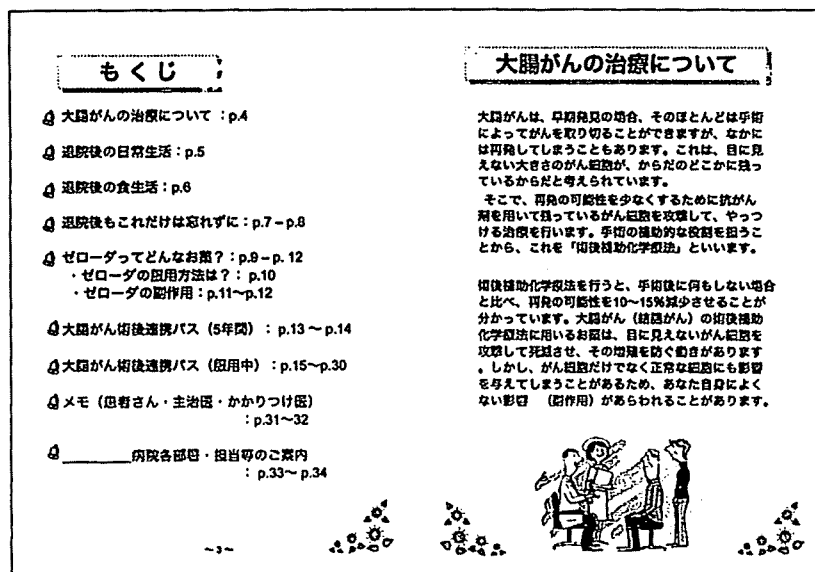 もくじ
大腸がんの治療について：p.4
退院後の日常生活：p.5
退院後の食生活：p.6
退院後もこれだけは忘れずに：p.7－p.8
ゼローダってどんなお薬？：p.9－p. 12
・ゼローダの服用方法は？：p.10
・ゼローダの副作用：p.11～p.12
大腸がん術後連携パス（5年間）：p.13 ～ p.14
大腸がん術後連携パス（服用中）：p.15～p.30
メモ（患者さん・主治医・かかりつけ医）
：p.31～32
________病院各部署・担当等のご案内
：p.33～ p.34
～3～
大腸がんの治療について
大腸がんは、早期発見の場合、そのほとんどは手術
によってがんを取り切ることができますが、なかに
は再発してしまうこともあります。これは、目に見
えない大きさのがん細胞が、からだのどこかに残っ
ているからだと考えられています。
そこで、再発の可能性を少なくするために抗がん
剤を用いて残っているがん細胞を攻撃して、やっつ
ける治療を行います。手術の補助的な役割を担うこ
とから、これを「術後補助化学療法」といいます。
術後補助化学療法を行うと、手術後に何もしない場合
と比べ、再発の可能性を10～15%減少させることが
分かっています。大腸がん（結腸がん）の術後補助
化学療法に用いるお薬は、目に見えないがん細胞を
攻撃して死滅させ、その増殖を防ぐ働きがあります
。しかし、がん細胞だけでなく正常な細胞にも影響
を与えてしまうことがあるため、あなた自身によく
ない影響　（副作用）があらわれることがあります。